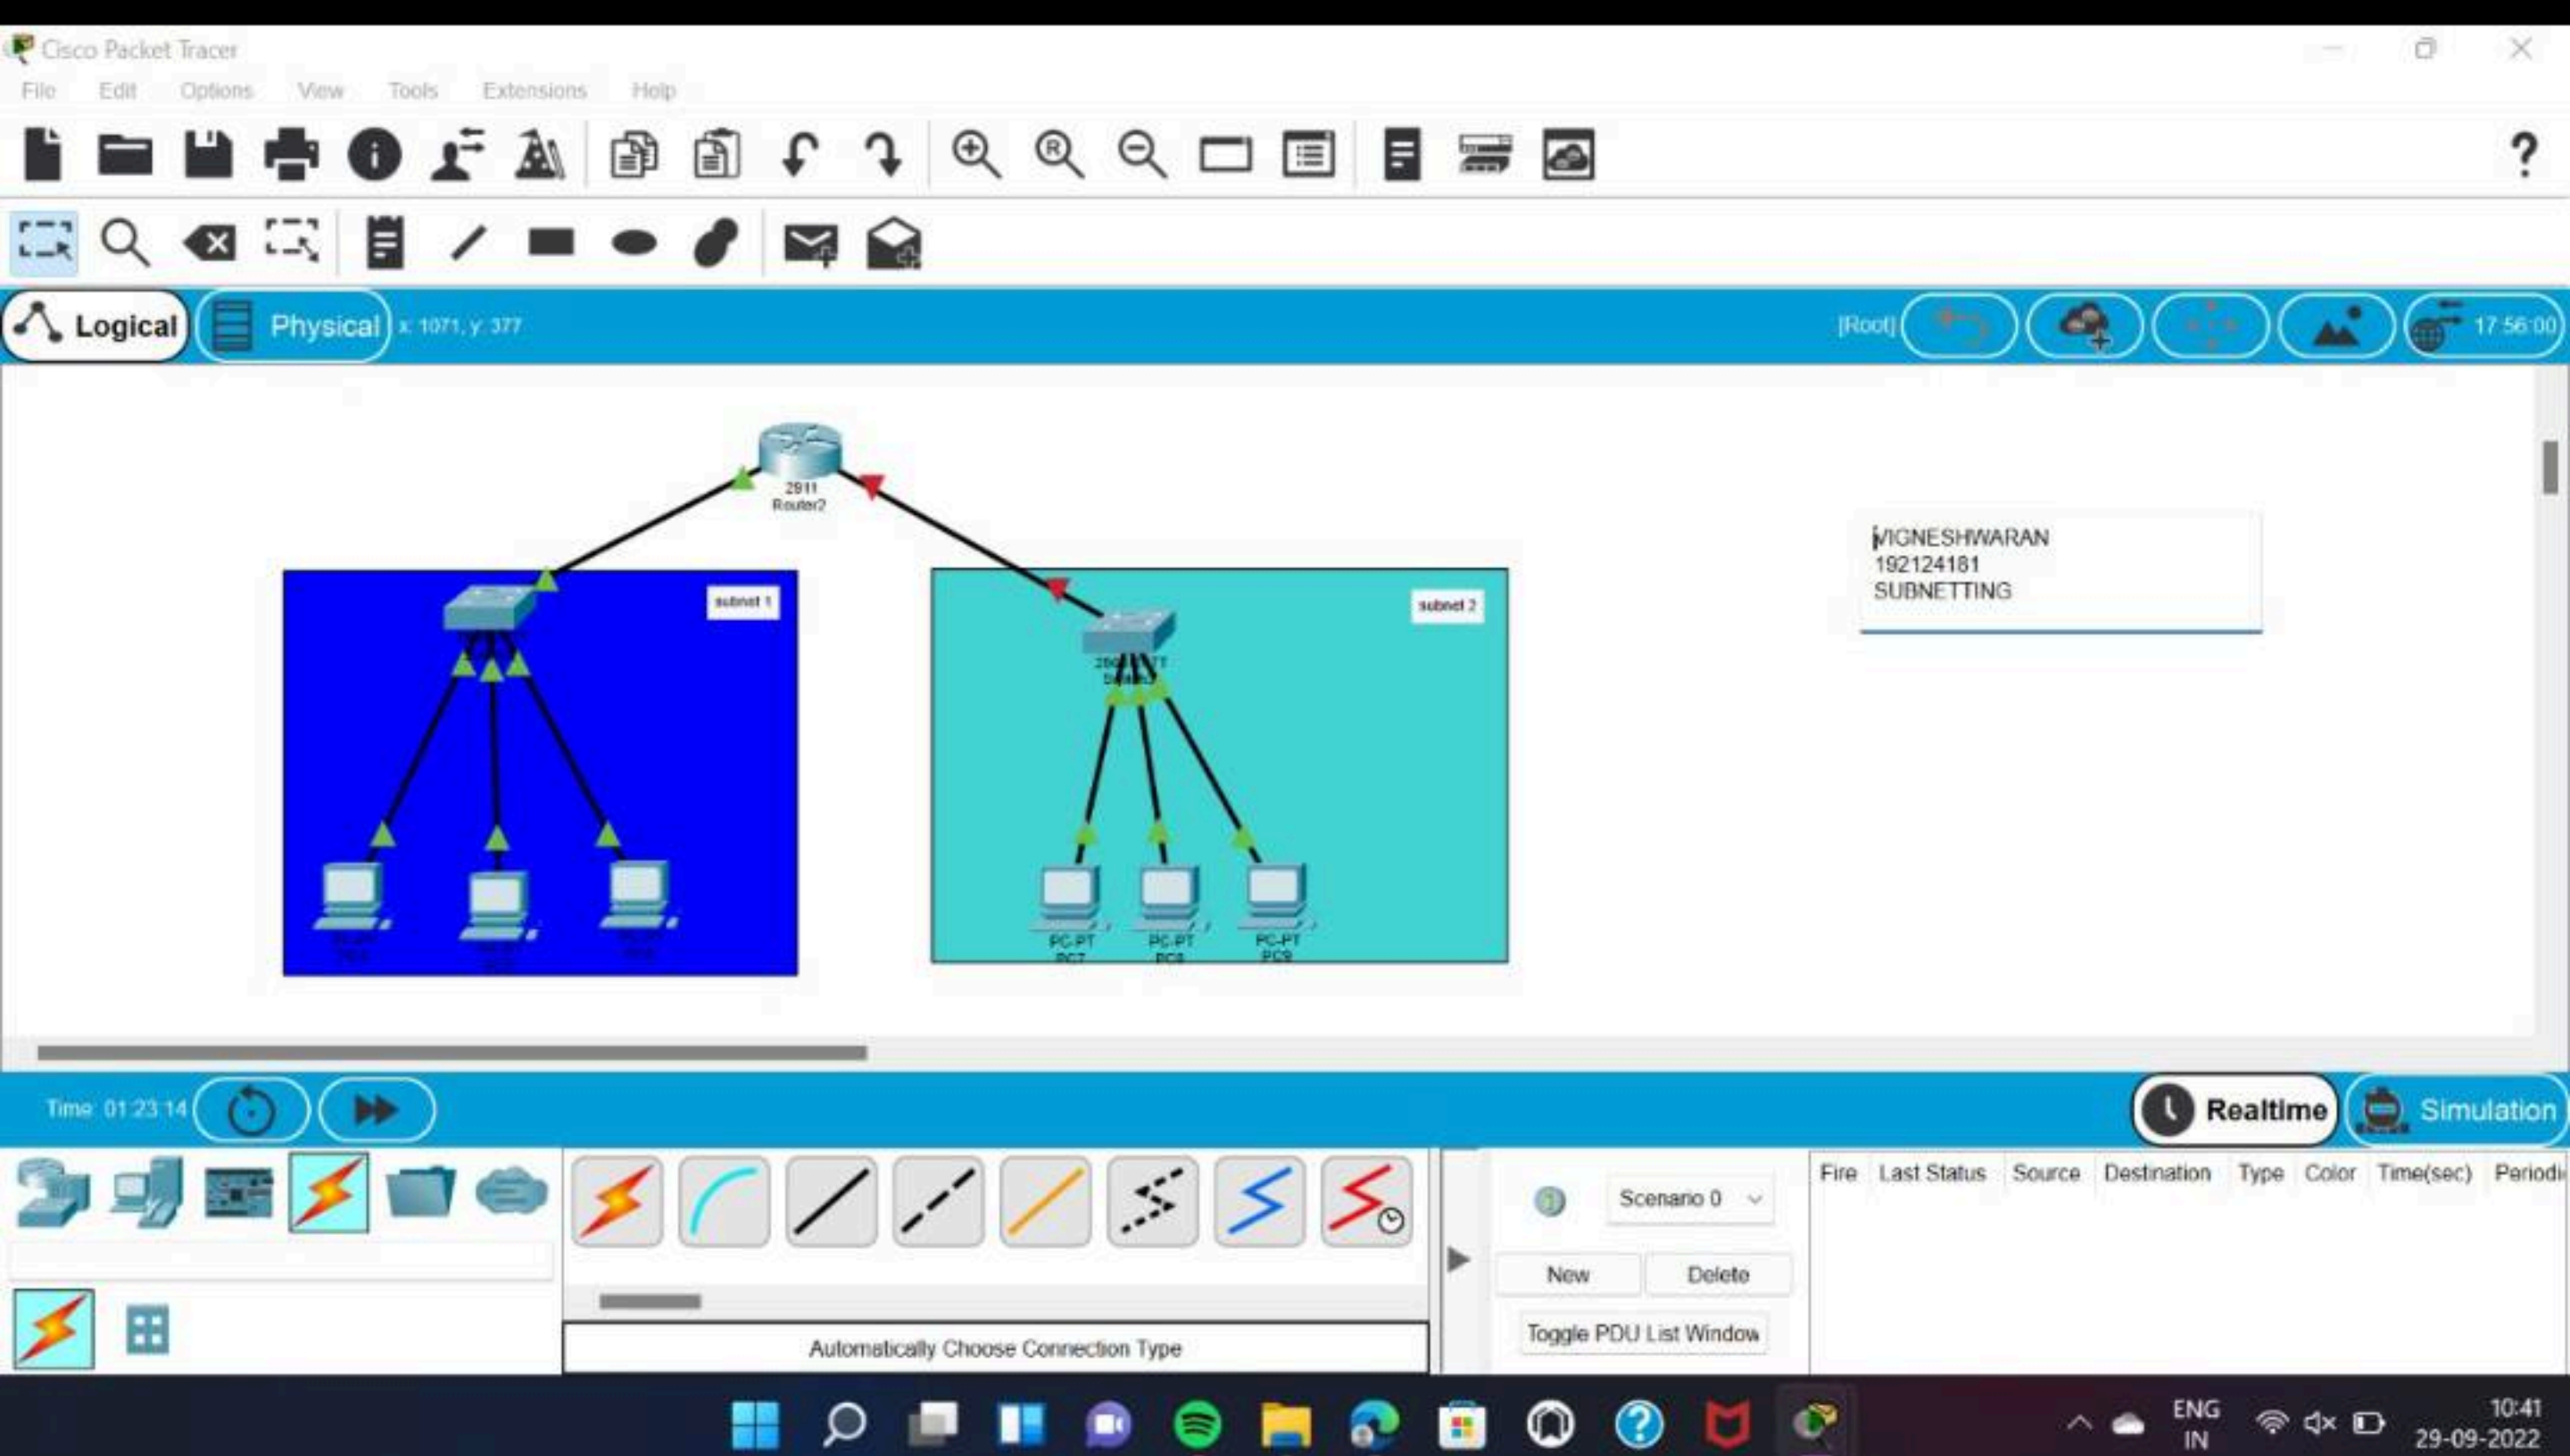 Cisco Packet Tracer
File Edit Options View Tools Extensions Help
Logical Physical x: 1071, y: 377 [Root] 17:56:00
2911
Router2
VIGNESHWARAN
192124181
SUBNETTING
subnet 1
subnet 2
PC-PT PC-PT PC-PT
PC7 PC8 PC9
Time: 01:23:14 Realtime Simulation
Fire Last Status Source Destination Type Color Time(sec)
Scenario 0
New Delete
Toggle PDU List Window
Automatically Choose Connection Type
ENG
IN
10:41
29-09-2022